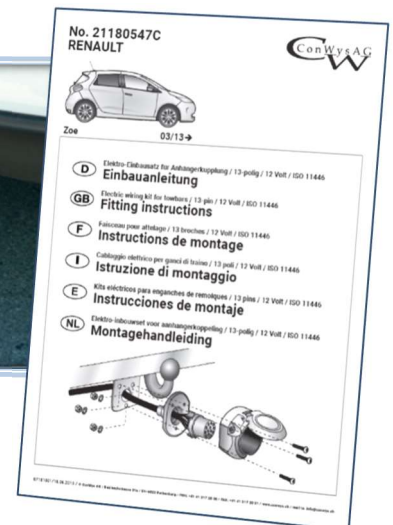 No. 21180547C
RENAULT
ConWysAG
CW
Zoe
03/13→
D
Elektro-Einbausatz für Anhängerkupplung / 13-polig / 12 Volt / ISO 11446
Einbauanleitung
GB
Electric wiring kit for towbars / 13-pin / 12 Volt / ISO 11446
Fitting instructions
F
Faisceau pour attelage / 13 broches / 12 Volt / ISO 11446
Instructions de montage
I
Cablaggio elettrico per ganci di traino / 13 poli / 12 Volt / ISO 11446
Istruzione di montaggio
E
Kits eléctricos para enganches de remolques / 13 pins / 12 Volt / ISO 11446
Instrucciones de montaje
NL
Elektro-inbouwset voor aanhangerkoppeling / 13-polig / 12 Volt / ISO 11446
Montagehandleiding